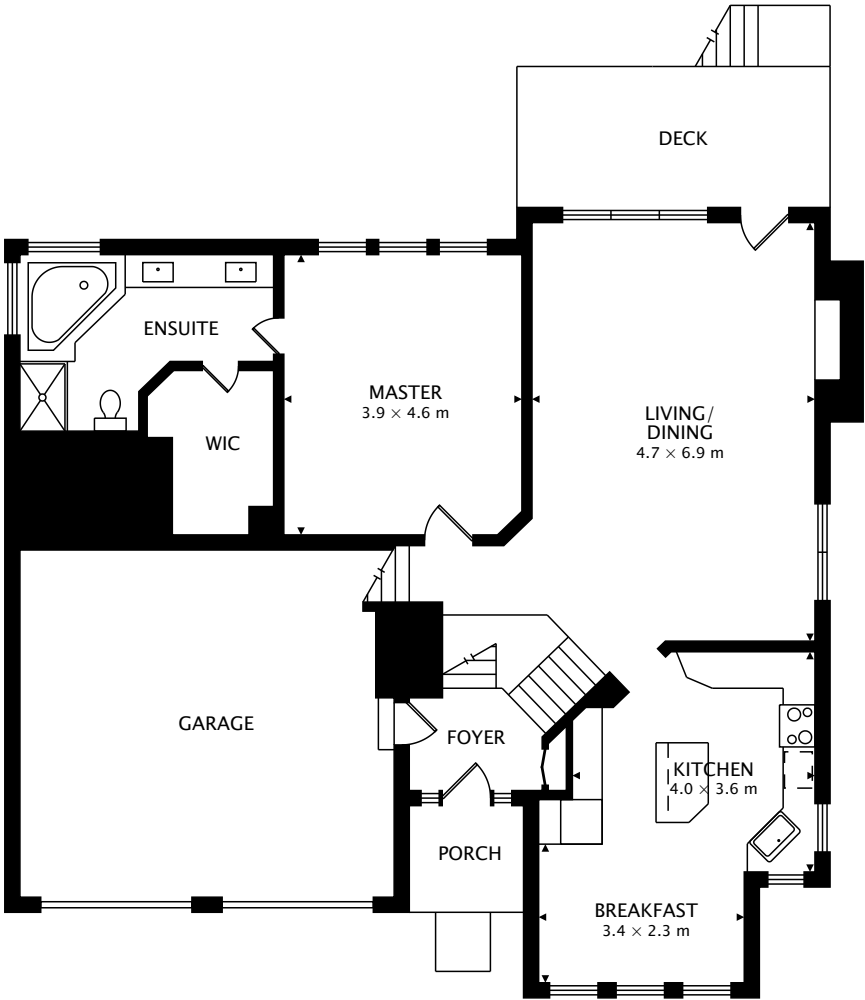 DECK
ENSUITE
MASTER
3.9 × 4.6 m
LIVING/
DINING
4.7 × 6.9 m
WIC
GARAGE
FOYER
KITCHEN
4.0 × 3.6 m
PORCH
BREAKFAST
3.4 × 2.3 m